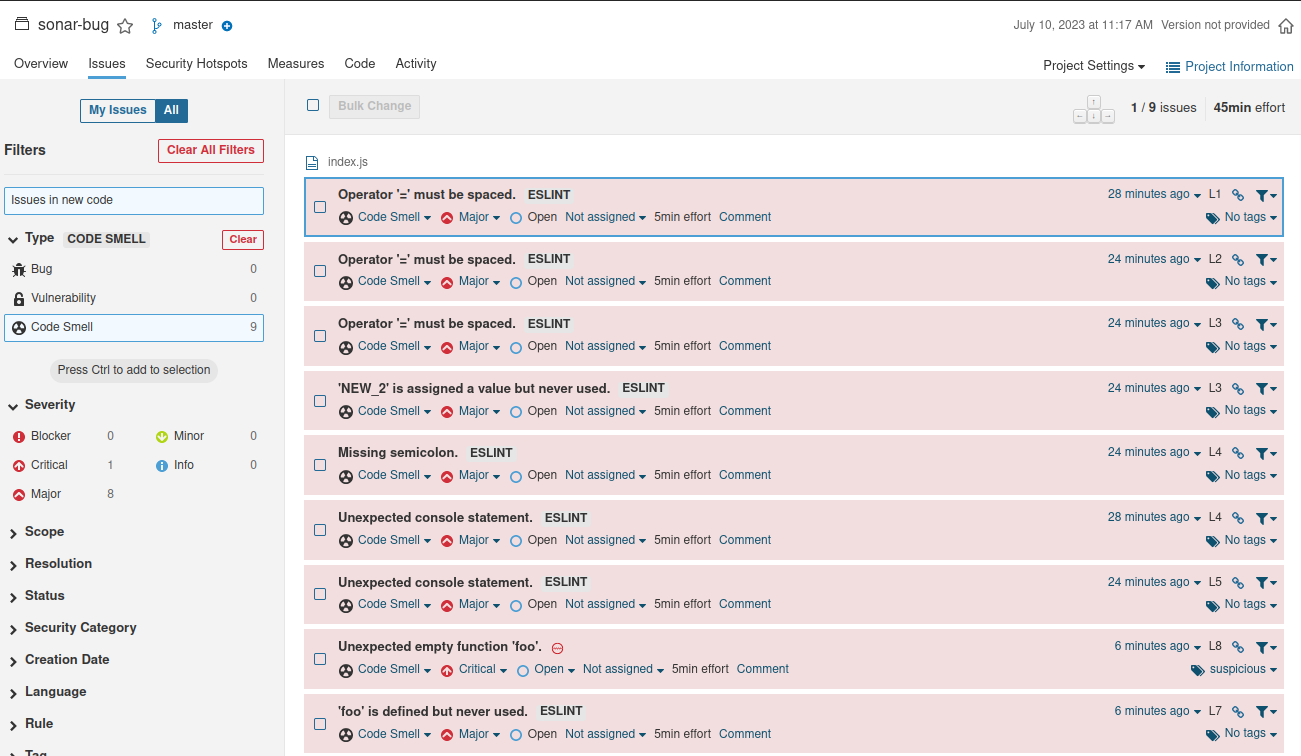 sonar-bug master July 10, 2023 at 11:17 AM Version not provided
Overview Issues Security Hotspots Measures Code Activity Project Settings Project Information
My Issues All
Bulk Change 1 / 9 issues 45min effort
Filters Clear All Filters
Issues in new code
Type CODE SMELL Clear
Bug 0
Vulnerability 0
Code Smell 9
Press Ctrl to add to selection
Severity
Blocker 0 Minor 0
Critical 1 Info 0
Major 8
Scope
Resolution
Status
Security Category
Creation Date
Language
Rule
Tag
index.js
Operator '=' must be spaced. ESLINT 28 minutes ago L1
Code Smell Major Open Not assigned 5min effort Comment No tags
Operator '=' must be spaced. ESLINT 24 minutes ago L2
Code Smell Major Open Not assigned 5min effort Comment No tags
Operator '=' must be spaced. ESLINT 24 minutes ago L3
Code Smell Major Open Not assigned 5min effort Comment No tags
'NEW_2' is assigned a value but never used. ESLINT 24 minutes ago L3
Code Smell Major Open Not assigned 5min effort Comment No tags
Missing semicolon. ESLINT 24 minutes ago L4
Code Smell Major Open Not assigned 5min effort Comment No tags
Unexpected console statement. ESLINT 28 minutes ago L4
Code Smell Major Open Not assigned 5min effort Comment No tags
Unexpected console statement. ESLINT 24 minutes ago L5
Code Smell Major Open Not assigned 5min effort Comment No tags
Unexpected empty function 'foo'. 6 minutes ago L8
Code Smell Critical Open Not assigned 5min effort Comment suspicious
'foo' is defined but never used. ESLINT 6 minutes ago L7
Code Smell Major Open Not assigned 5min effort Comment No tags